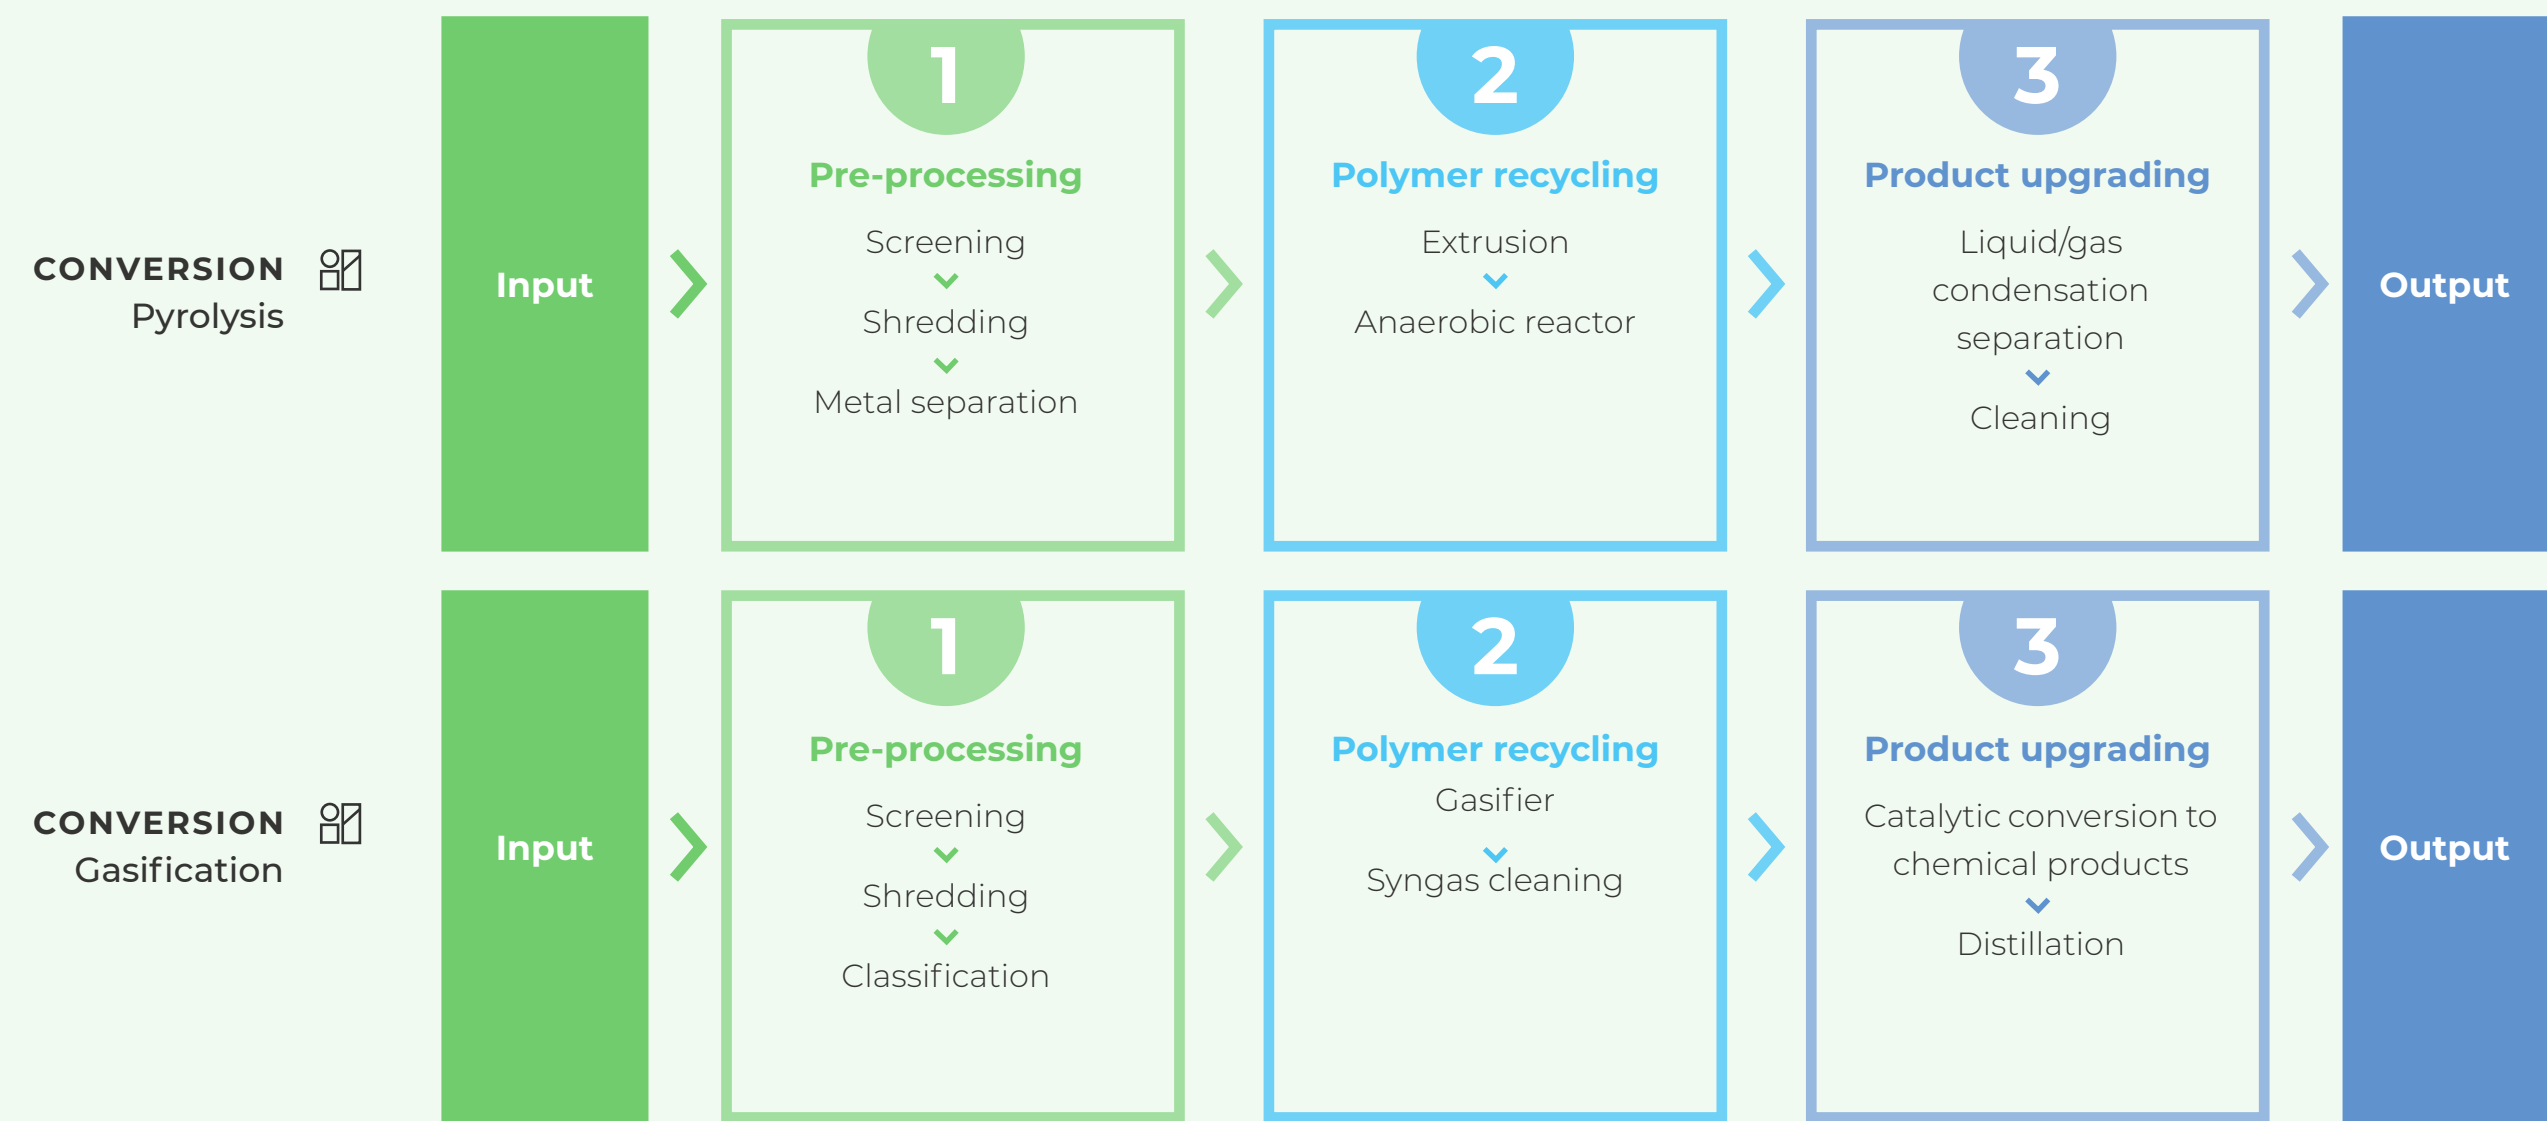 CONVERSION
Pyrolysis
Input
1
Pre-processing
Screening
Shredding
Metal separation
2
Polymer recycling
Extrusion
Anaerobic reactor
3
Product upgrading
Liquid/gas
condensation
separation
Cleaning
Output
CONVERSION
Gasification
Input
1
Pre-processing
Screening
Shredding
Classification
2
Polymer recycling
Gasifier
Syngas cleaning
3
Product upgrading
Catalytic conversion to
chemical products
Distillation
Output